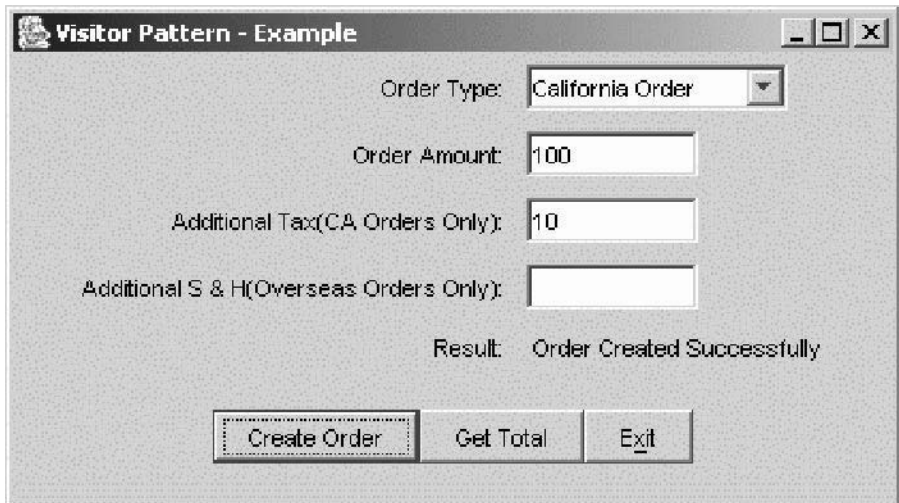 Visitor Pattern - Example
Order Type: California Order
Order Amount: 100
Additional Tax(CA Orders Only): 10
Additional S & H(Overseas Orders Only):
Result: Order Created Successfully
Create Order Get Total Exit